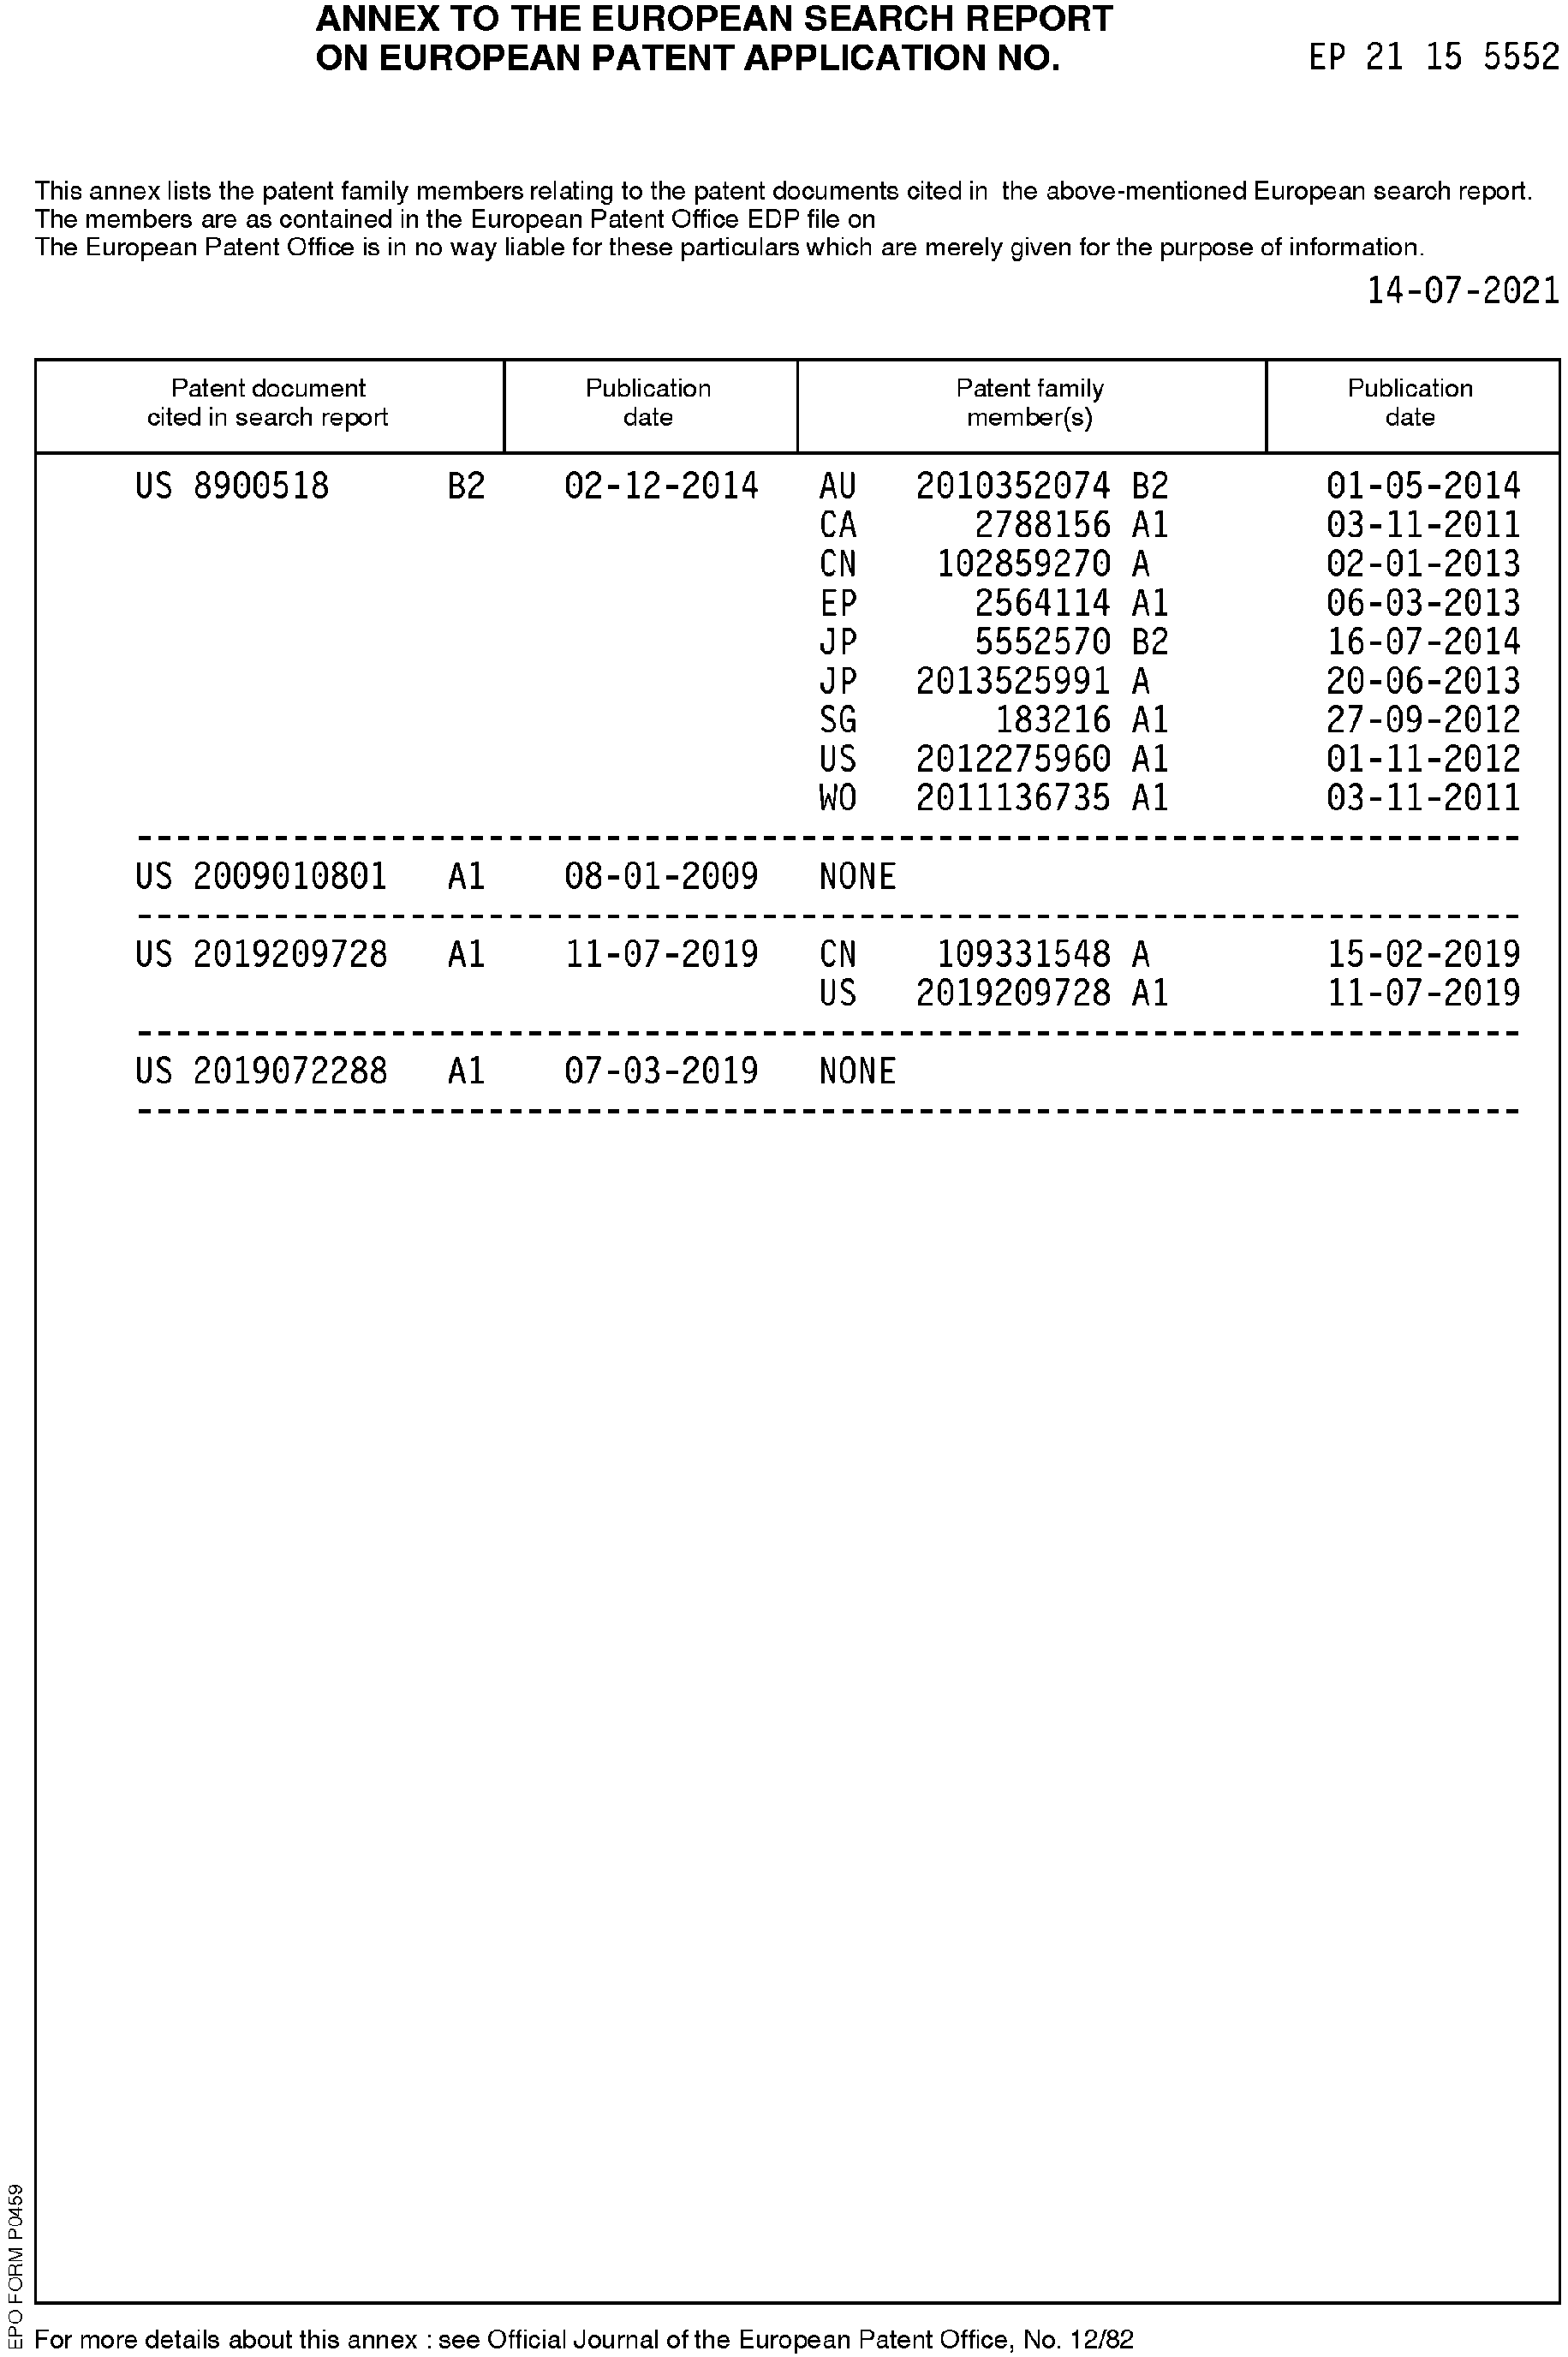 ANNEX TO THE EUROPEAN SEARCH REPORT
ON EUROPEAN PATENT APPLICATION NO. EP 21 15 5552
This annex lists the patent family members relating to the patent documents cited in the above-mentioned European search report.
The members are as contained in the European Patent Office EDP file on
The European Patent Office is in no way liable for these particulars which are merely given for the purpose of information.
14-07-2021
Patent document cited in search report Publication date Patent family member(s) Publication date
US 8900518 B2 02-12-2014 AU 2010352074 B2 01-05-2014
CA 2788156 A1 03-11-2011
CN 102859270 A 02-01-2013
EP 2564114 A1 06-03-2013
JP 5552570 B2 16-07-2014
JP 2013525991 A 20-06-2013
SG 183216 A1 27-09-2012
US 2012275960 A1 01-11-2012
WO 2011136735 A1 03-11-2011
US 2009010801 A1 08-01-2009 NONE
US 2019209728 A1 11-07-2019 CN 109331548 A 15-02-2019
US 2019209728 A1 11-07-2019
US 2019072288 A1 07-03-2019 NONE
EPO FORM P0459
For more details about this annex : see Official Journal of the European Patent Office, No. 12/82